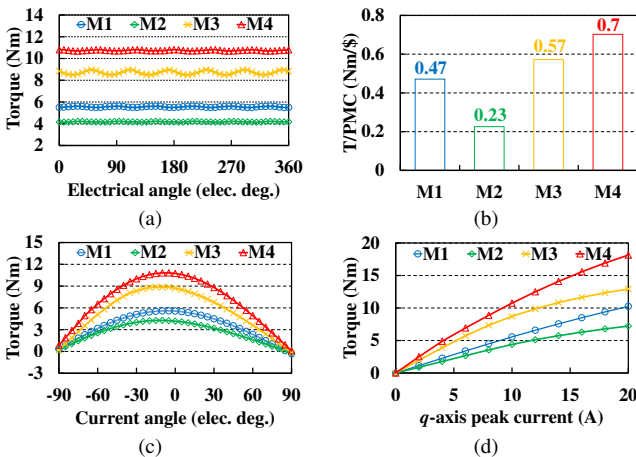 M1 M2 M3 M4
Torque (Nm)
14
12
10
8
6
4
2
0 90 180 270 360
Electrical angle (elec. deg.)
(a)
T/PMC (Nm/$)
0.8
0.6
0.4
0.2
0
0.47
0.23
0.57
0.7
M1 M2 M3 M4
(b)
M1 M2 M3 M4
Torque (Nm)
15
12
9
6
3
0
-3
-90 -60 -30 0 30 60 90
Current angle (elec. deg.)
(c)
M1 M2 M3 M4
Torque (Nm)
20
15
10
5
0
0 5 10 15 20
q-axis peak current (A)
(d)